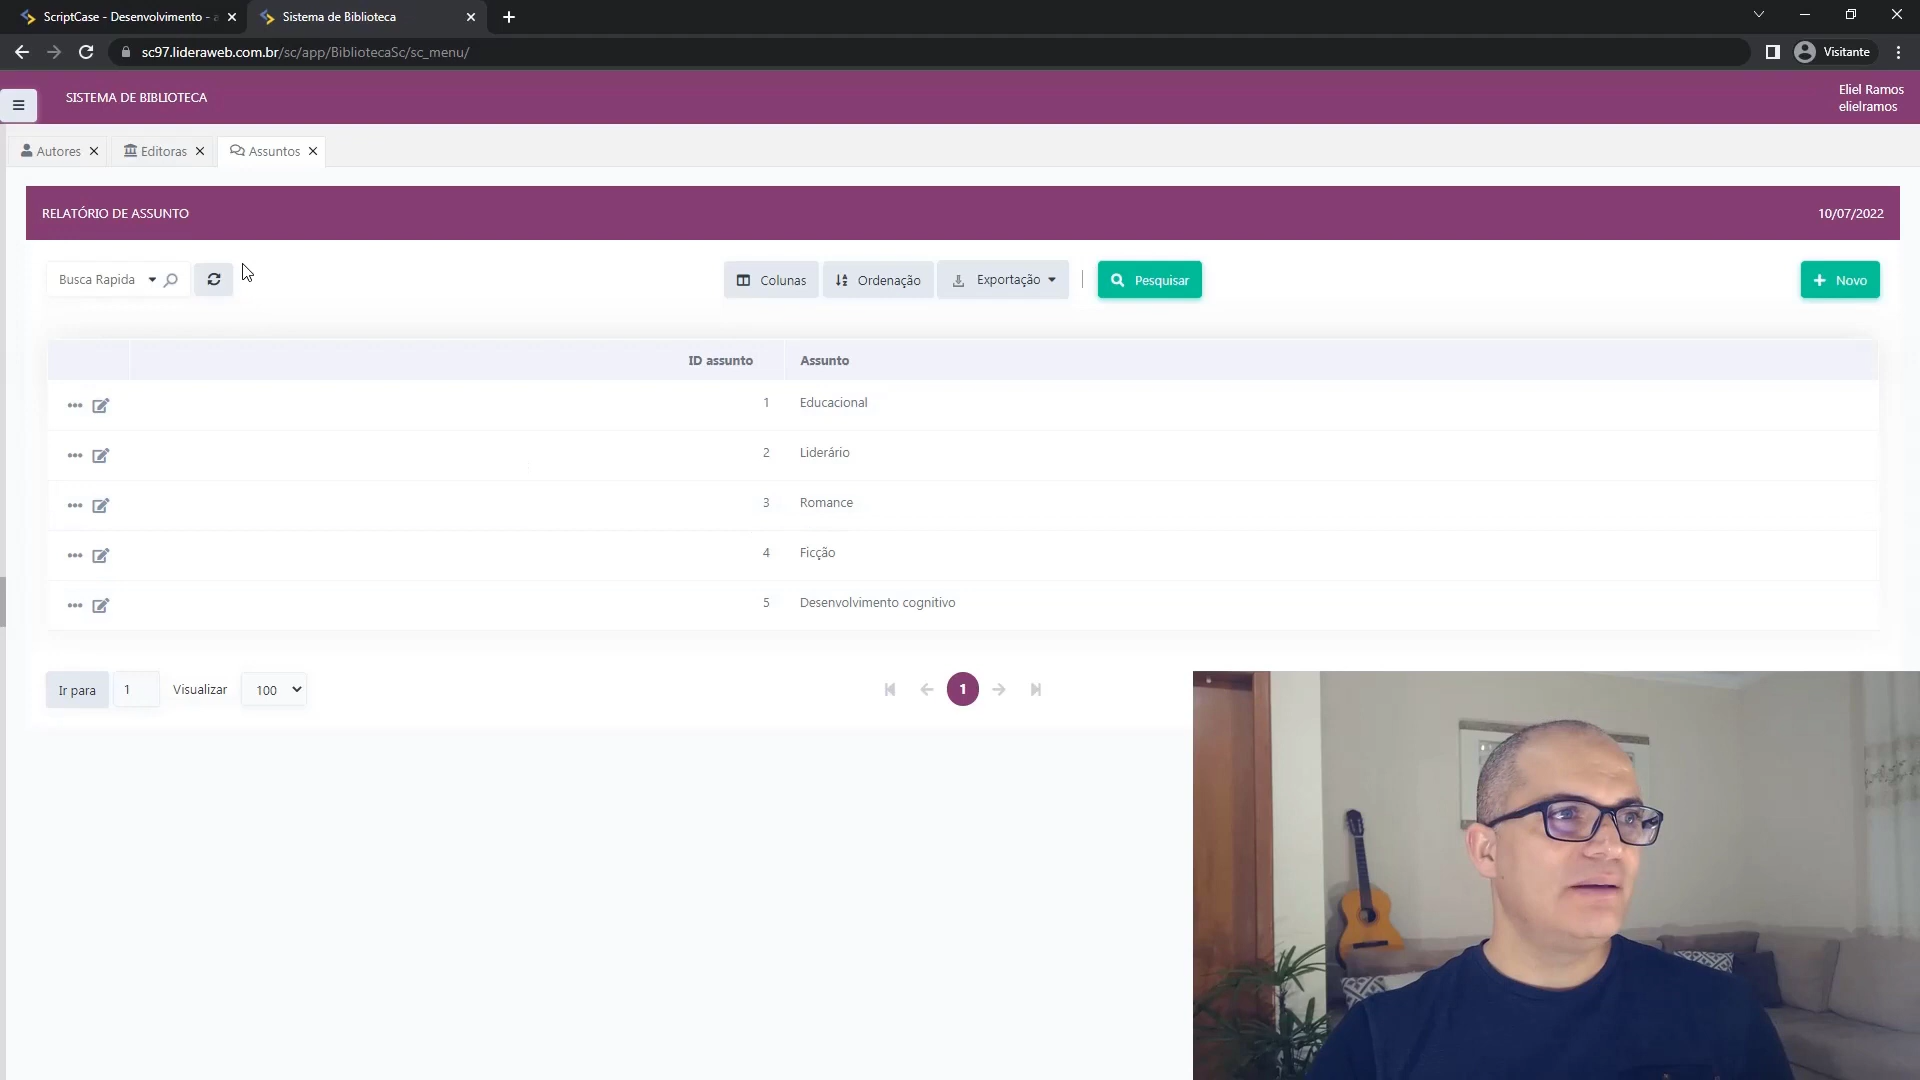 ScriptCase - Desenvolvimento - a
Sistema de Biblioteca
sc97.lideraweb.com.br/sc/app/BibliotecaSc/sc_menu/
Visitante
SISTEMA DE BIBLIOTECA
Eliel Ramos
elielramos
Autores
Editoras
Assuntos
RELATÓRIO DE ASSUNTO
10/07/2022
Busca Rapida
Colunas
Ordenação
Exportação
Pesquisar
Novo
ID assunto
Assunto
1 Educacional
2 Liderário
3 Romance
4 Ficção
5 Desenvolvimento cognitivo
Ir para
1
Visualizar
100
1